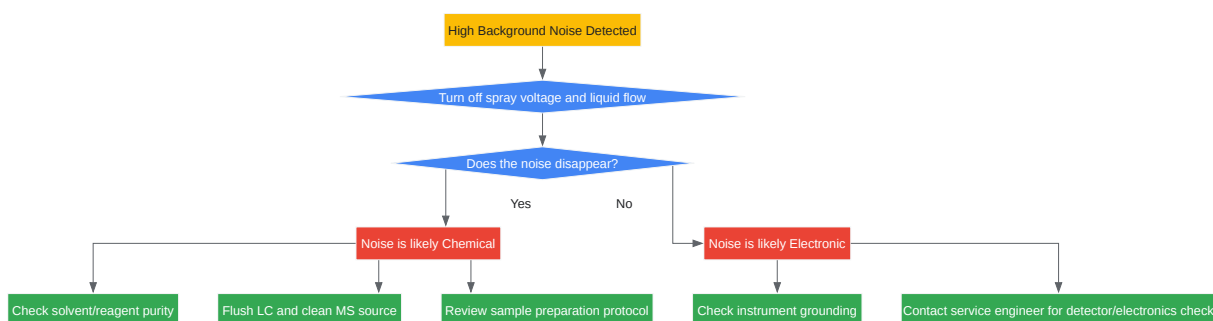 High Background Noise Detected
Turn off spray voltage and liquid flow
Does the noise disappear?
Yes
No
Noise is likely Chemical
Noise is likely Electronic
Check solvent/reagent purity
Flush LC and clean MS source
Review sample preparation protocol
Check instrument grounding
Contact service engineer for detector/electronics check